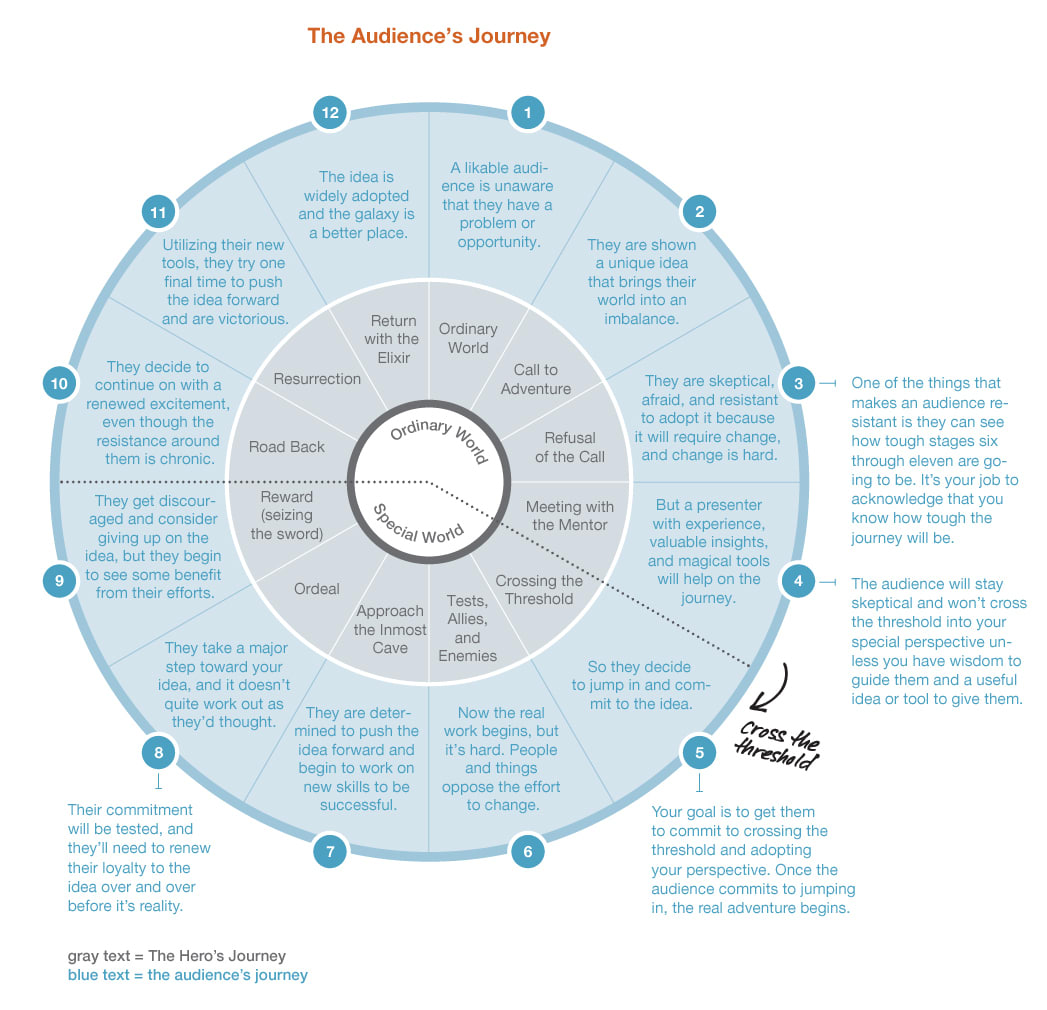 The Audience's Journey
1
A likable audi-
ence is unaware
that they have a
problem or
opportunity.
2
They are shown
a unique idea
that brings their
world into an
imbalance.
3
They are skeptical,
afraid, and resistant
to adopt it because
it will require change,
and change is hard.
One of the things that
makes an audience re-
sistant is they can see
how tough stages six
through eleven are go-
ing to be. It's your job to
acknowledge that you
know how tough the
journey will be.
4
But a presenter
with experience,
valuable insights,
and magical tools
will help on the
journey.
The audience will stay
skeptical and won't cross
the threshold into your
special perspective un-
less you have wisdom to
guide them and a useful
idea or tool to give them.
5
So they decide
to jump in and com-
mit to the idea.
cross the
threshold
Your goal is to get them
to commit to crossing the
threshold and adopting
your perspective. Once the
audience commits to jumping
in, the real adventure begins.
6
Now the real
work begins, but
it's hard. People
and things
oppose the effort
to change.
7
They are deter-
mined to push the
idea forward and
begin to work on
new skills to be
successful.
8
They take a major
step toward your
idea, and it doesn't
quite work out as
they'd thought.
Their commitment
will be tested, and
they'll need to renew
their loyalty to the
idea over and over
before it's reality.
9
They get discour-
aged and consider
giving up on the
idea, but they begin
to see some benefit
from their efforts.
10
They decide to
continue on with a
renewed excitement,
even though the
resistance around
them is chronic.
11
Utilizing their new
tools, they try one
final time to push
the idea forward
and are victorious.
12
The idea is
widely adopted
and the galaxy is
a better place.
Ordinary
World
Call to
Adventure
Refusal
of the Call
Meeting with
the Mentor
Crossing the
Threshold
Tests,
Allies,
and
Enemies
Approach
the Inmost
Cave
Ordeal
Reward
(seizing
the sword)
Road Back
Resurrection
Return
with the
Elixir
Ordinary World
Special World
gray text = The Hero's Journey
blue text = the audience's journey